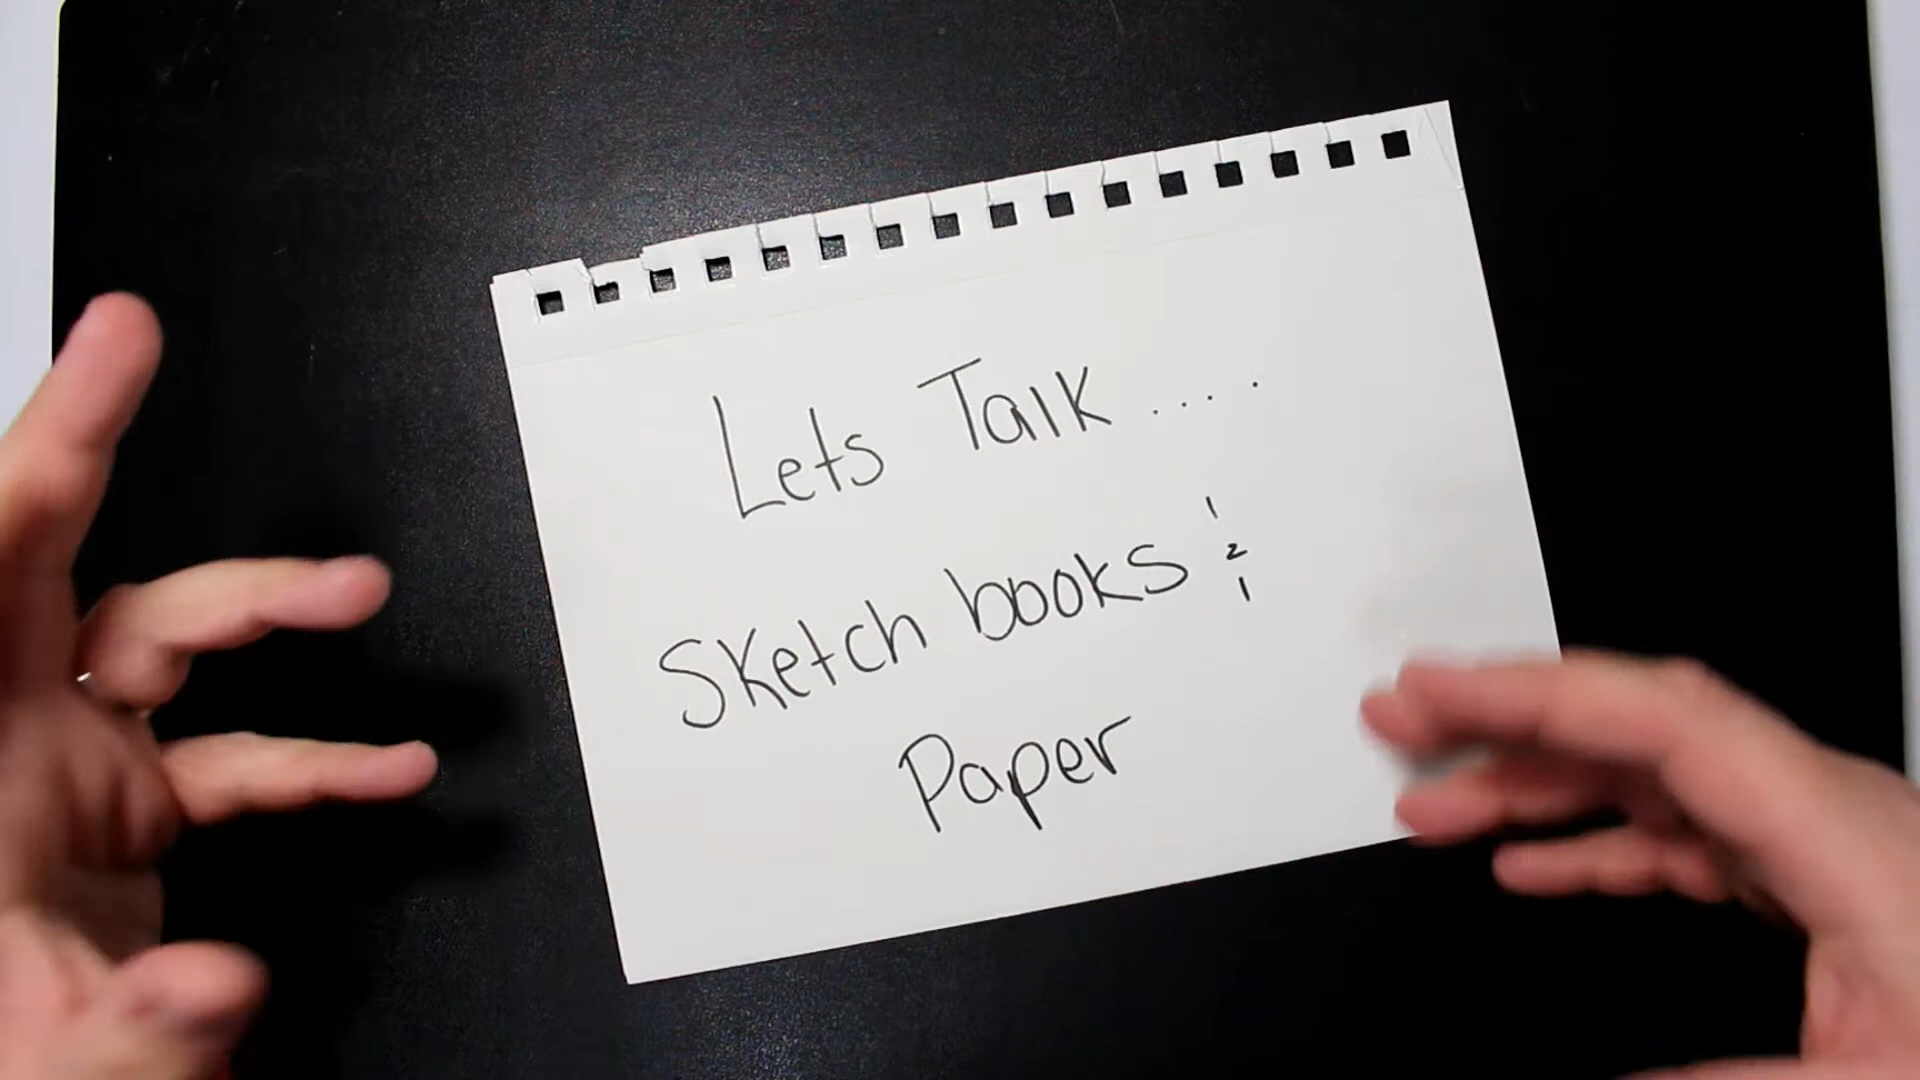 Lets Talk ....
Sketch books &
Paper